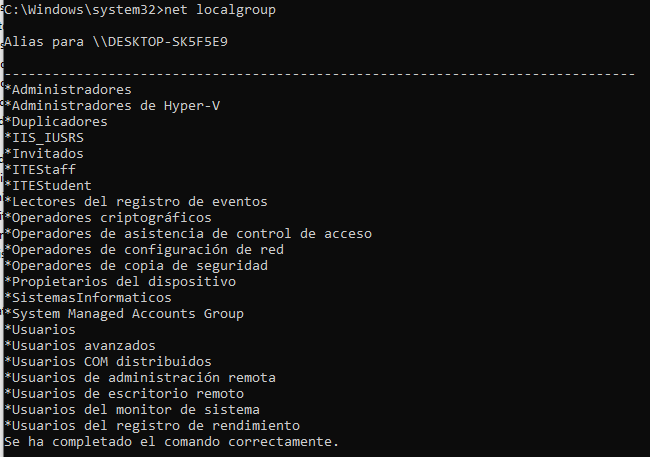 C:\Windows\system32>net localgroup
Alias para \\DESKTOP-SK5F5E9
-------------------------------------------------------------------------------
*Administradores
*Administradores de Hyper-V
*Duplicadores
*IIS_IUSRS
*Invitados
*ITEStaff
*ITEStudent
*Lectores del registro de eventos
*Operadores criptográficos
*Operadores de asistencia de control de acceso
*Operadores de configuración de red
*Operadores de copia de seguridad
*Propietarios del dispositivo
*SistemasInformaticos
*System Managed Accounts Group
*Usuarios
*Usuarios avanzados
*Usuarios COM distribuidos
*Usuarios de administración remota
*Usuarios de escritorio remoto
*Usuarios del monitor de sistema
*Usuarios del registro de rendimiento
Se ha completado el comando correctamente.